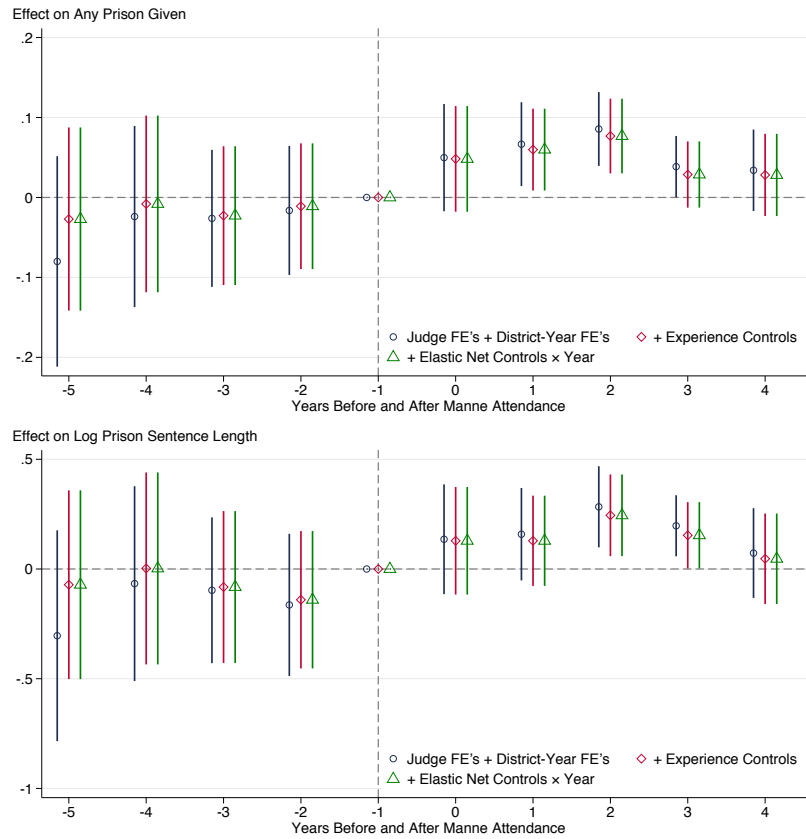 Effect on Any Prison Given
.2
.1
0
-.1
-.2
Judge FE's + District-Year FE's + Experience Controls
+ Elastic Net Controls × Year
-5 -4 -3 -2 -1 0 1 2 3 4
Years Before and After Manne Attendance
Effect on Log Prison Sentence Length
.5
0
-.5
-1
Judge FE's + District-Year FE's + Experience Controls
+ Elastic Net Controls × Year
-5 -4 -3 -2 -1 0 1 2 3 4
Years Before and After Manne Attendance